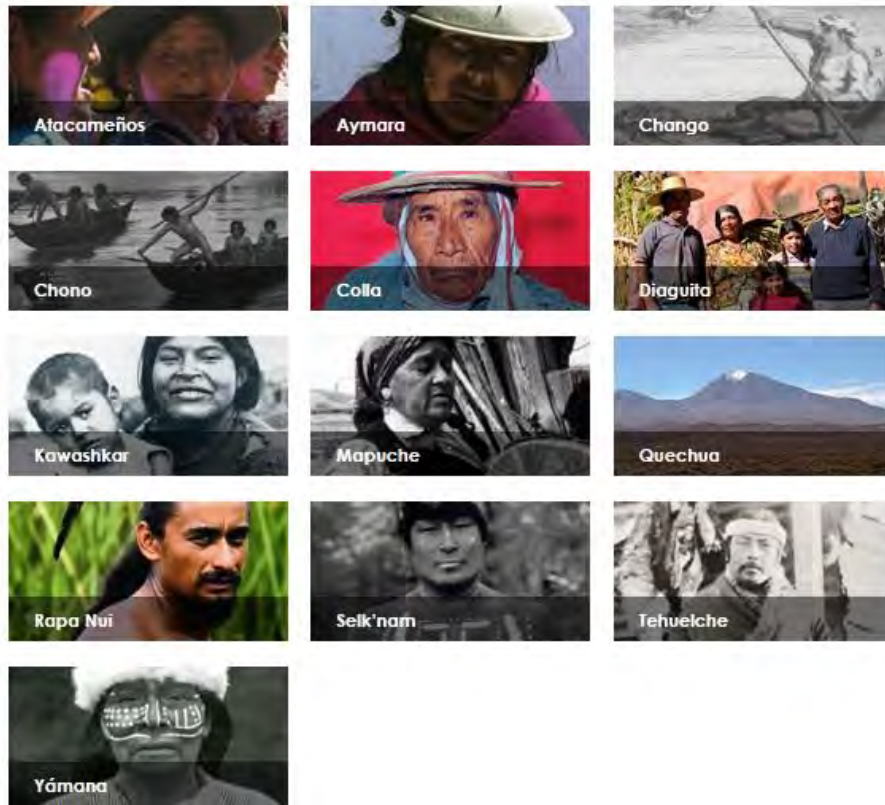 Atacameños
Aymara
Chango
Chono
Colla
Diaguita
Kawashkar
Mapuche
Quechua
Rapa Nui
Selk'nam
Tehuelche
Yámana